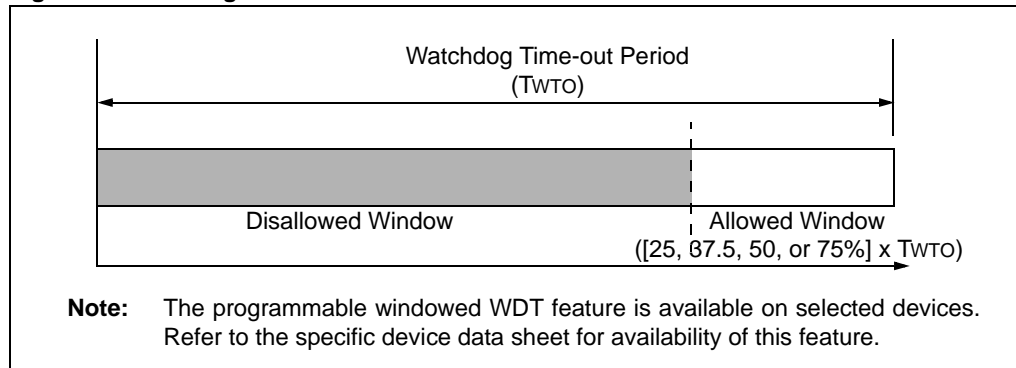 Watchdog Time-out Period
(TWTO)
Disallowed Window
Allowed Window
([25, 37.5, 50, or 75%] x TWTO)
Note: The programmable windowed WDT feature is available on selected devices.
Refer to the specific device data sheet for availability of this feature.